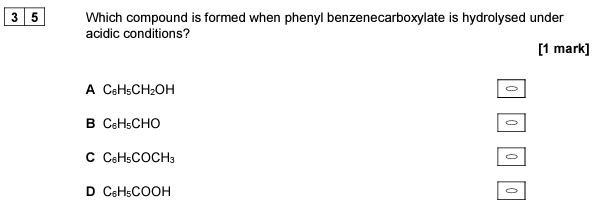 3 5 Which compound is formed when phenyl benzenecarboxylate is hydrolysed under
acidic conditions?
[1 mark]
A C₆H₅CH₂OH
B C₆H₅CHO
C C₆H₅COCH₃
D C₆H₅COOH